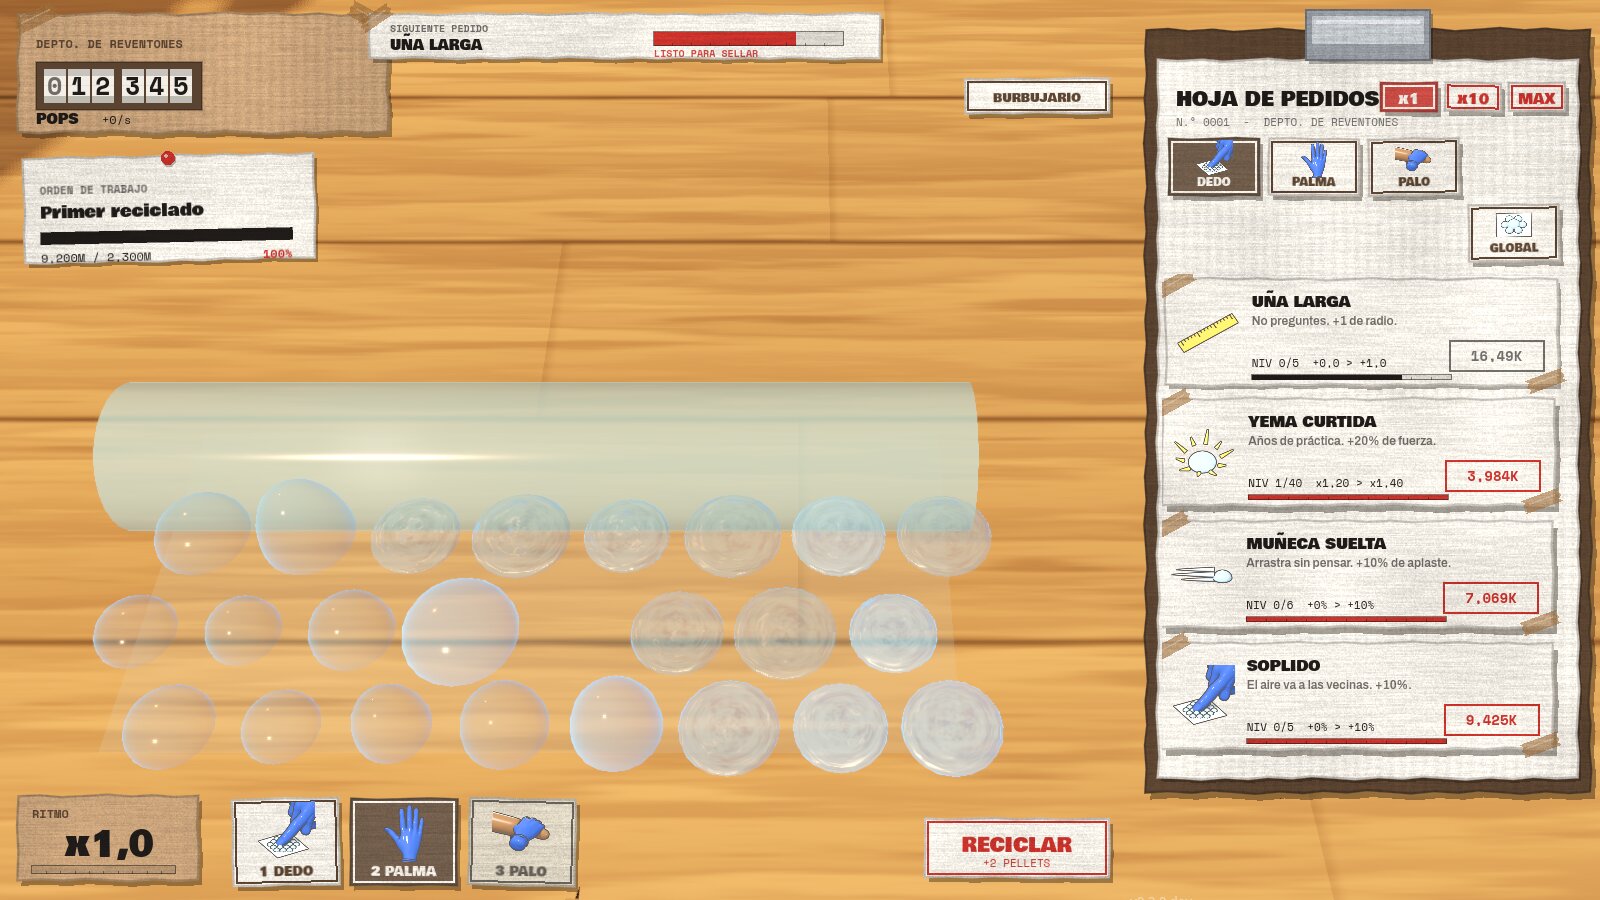 DEPTO. DE REVENTONES
012 345
POPS +0/s
SIGUIENTE PEDIDO
UÑA LARGA
LISTO PARA SELLAR
BURBUJARIO
ORDEN DE TRABAJO
Primer reciclado
9,200M / 2,300M 100%
HOJA DE PEDIDOS x1 x10 MAX
N.° 0001 - DEPTO. DE REVENTONES
DEDO PALMA PALO
GLOBAL
UÑA LARGA
No preguntes. +1 de radio.
NIV 0/5 +0,0 > +1,0 16,49K
YEMA CURTIDA
Años de práctica. +20% de fuerza.
NIV 1/40 x1,20 > x1,40 3,984K
MUÑECA SUELTA
Arrastra sin pensar. +10% de aplaste.
NIV 0/6 +0% > +10% 7,069K
SOPLIDO
El aire va a las vecinas. +10%.
NIV 0/5 +0% > +10% 9,425K
RITMO
x1,0
1 DEDO 2 PALMA 3 PALO
RECICLAR
+2 PELLETS